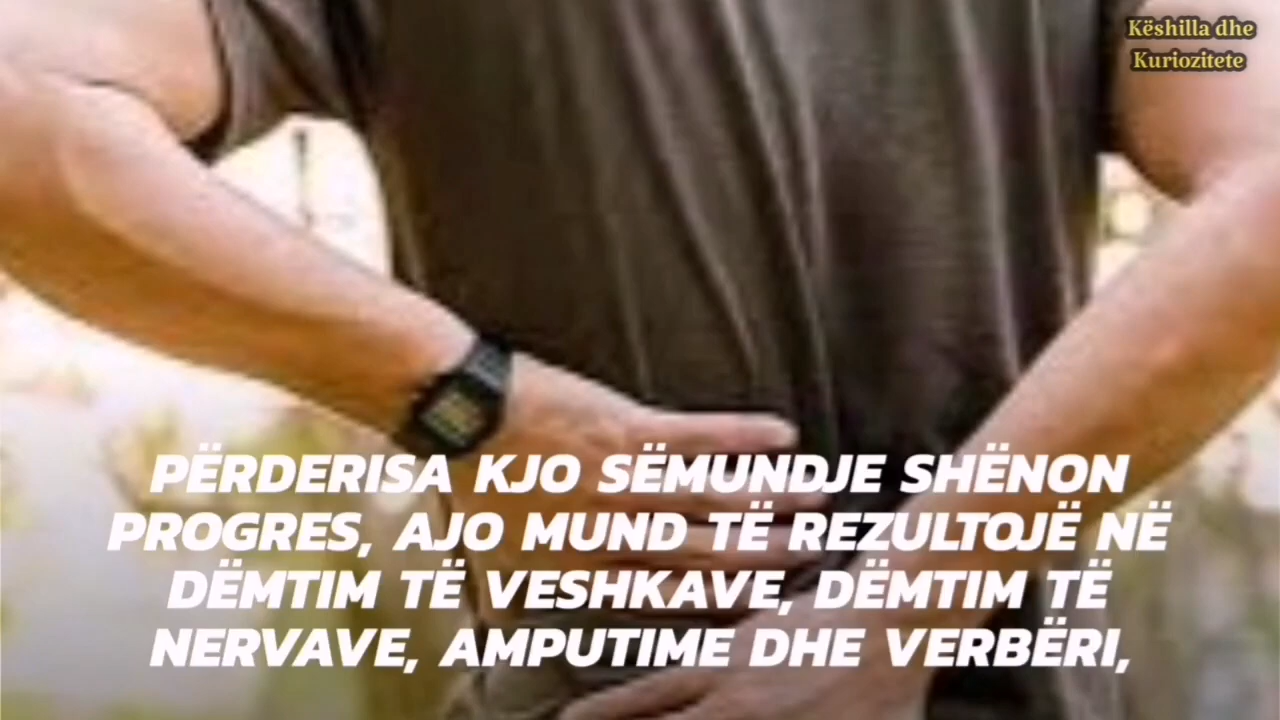 Këshilla dhe
Kuriozitete
PËRDERISA KJO SËMUNDJE SHËNON
PROGRES, AJO MUND TË REZULTOJË NË
DËMTIM TË VESHKAVE, DËMTIM TË
NERVAVE, AMPUTIME DHE VERBËRI,